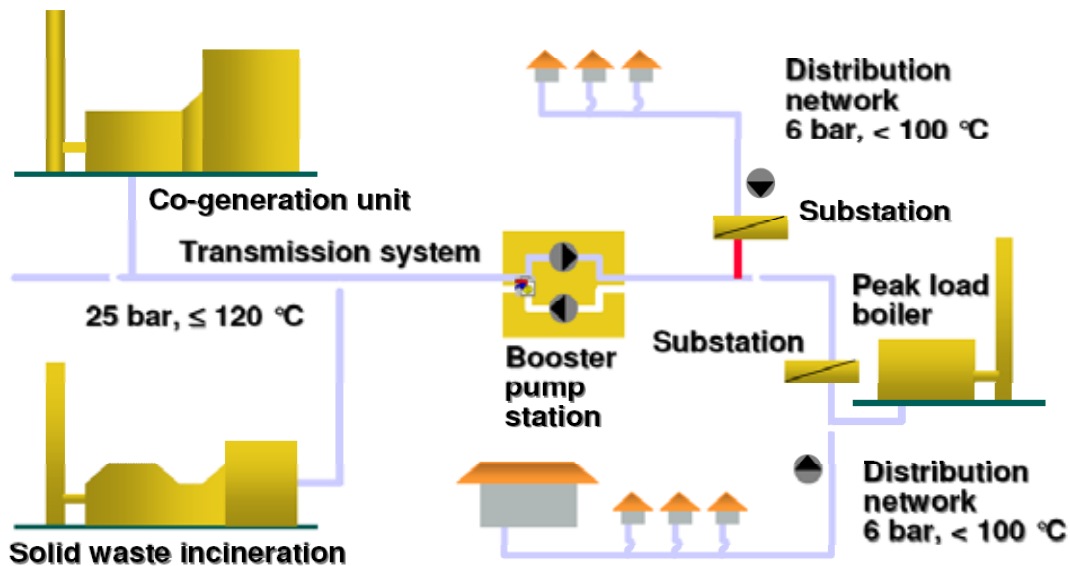 Distribution
network
6 bar, < 100 °C
Co-generation unit
Substation
Transmission system
Peak load
boiler
25 bar, ≤ 120 °C
Substation
Booster
pump
station
Distribution
network
6 bar, < 100 °C
Solid waste incineration